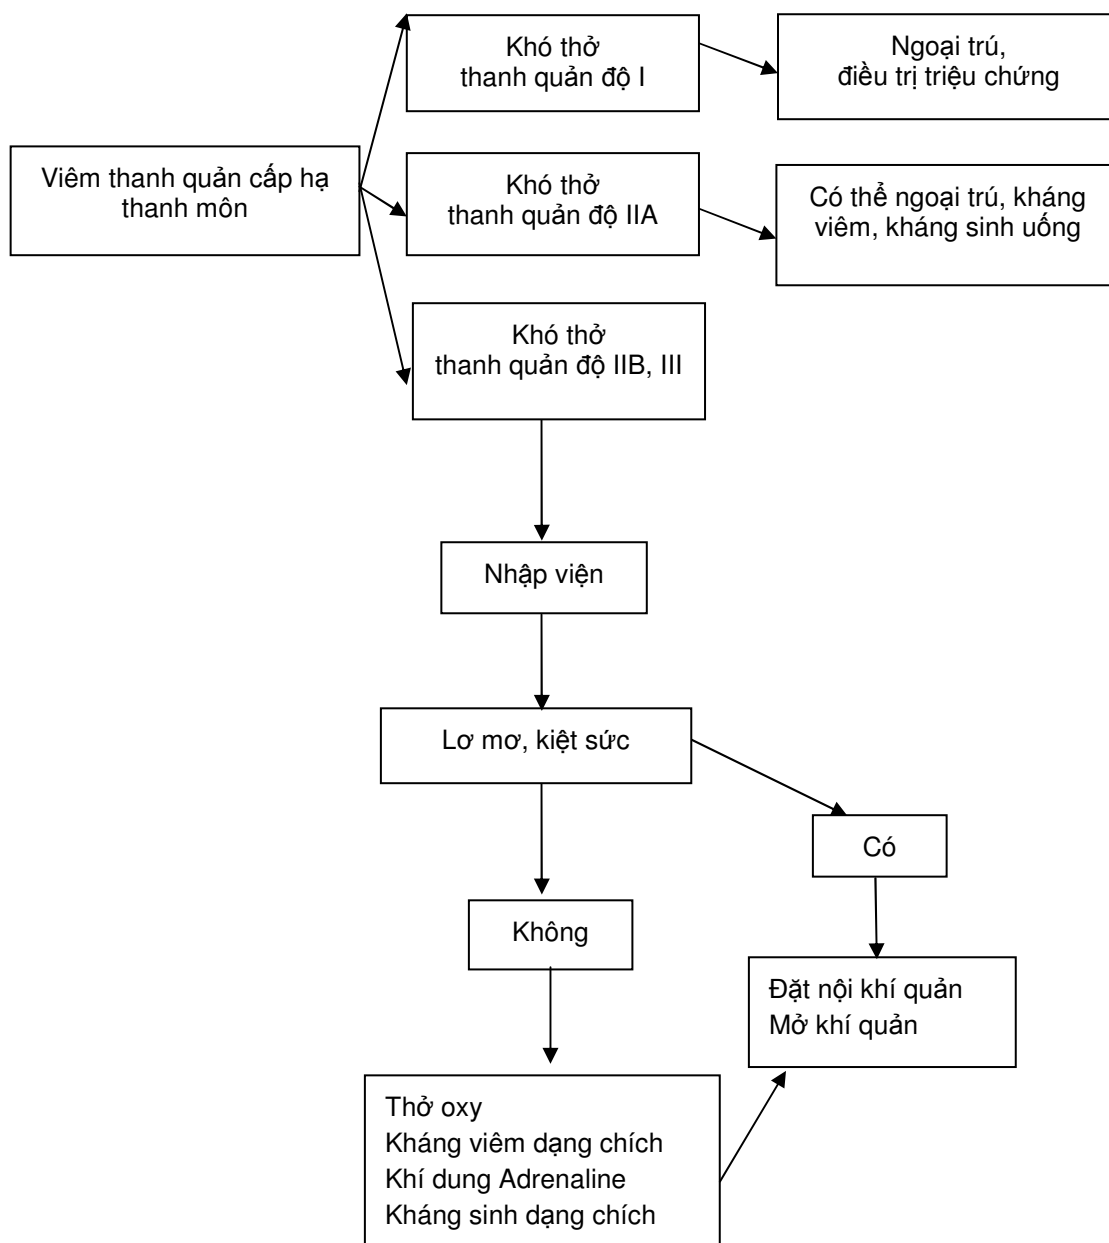 Khó thở
thanh quản độ I
Ngoại trú,
điều trị triệu chứng
Viêm thanh quản cấp hạ
thanh môn
Khó thở
thanh quản độ IIA
Có thể ngoại trú, kháng
viêm, kháng sinh uống
Khó thở
thanh quản độ IIB, III
Nhập viện
Lơ mơ, kiệt sức
Có
Không
Đặt nội khí quản
Mở khí quản
Thở oxy
Kháng viêm dạng chích
Khí dung Adrenaline
Kháng sinh dạng chích